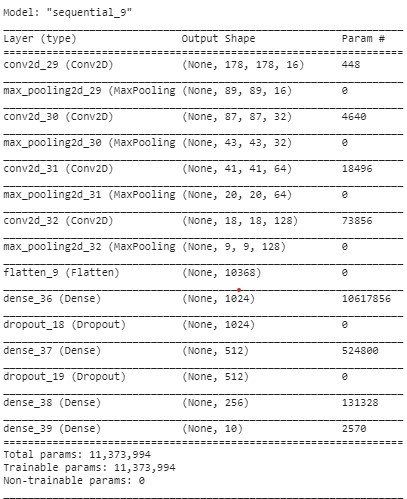 Model: "sequential_9"
Layer (type) Output Shape Param #
conv2d_29 (Conv2D) (None, 178, 178, 16) 448
max_pooling2d_29 (MaxPooling (None, 89, 89, 16) 0
conv2d_30 (Conv2D) (None, 87, 87, 32) 4640
max_pooling2d_30 (MaxPooling (None, 43, 43, 32) 0
conv2d_31 (Conv2D) (None, 41, 41, 64) 18496
max_pooling2d_31 (MaxPooling (None, 20, 20, 64) 0
conv2d_32 (Conv2D) (None, 18, 18, 128) 73856
max_pooling2d_32 (MaxPooling (None, 9, 9, 128) 0
flatten_9 (Flatten) (None, 10368) 0
dense_36 (Dense) (None, 1024) 10617856
dropout_18 (Dropout) (None, 1024) 0
dense_37 (Dense) (None, 512) 524800
dropout_19 (Dropout) (None, 512) 0
dense_38 (Dense) (None, 256) 131328
dense_39 (Dense) (None, 10) 2570
Total params: 11,373,994
Trainable params: 11,373,994
Non-trainable params: 0